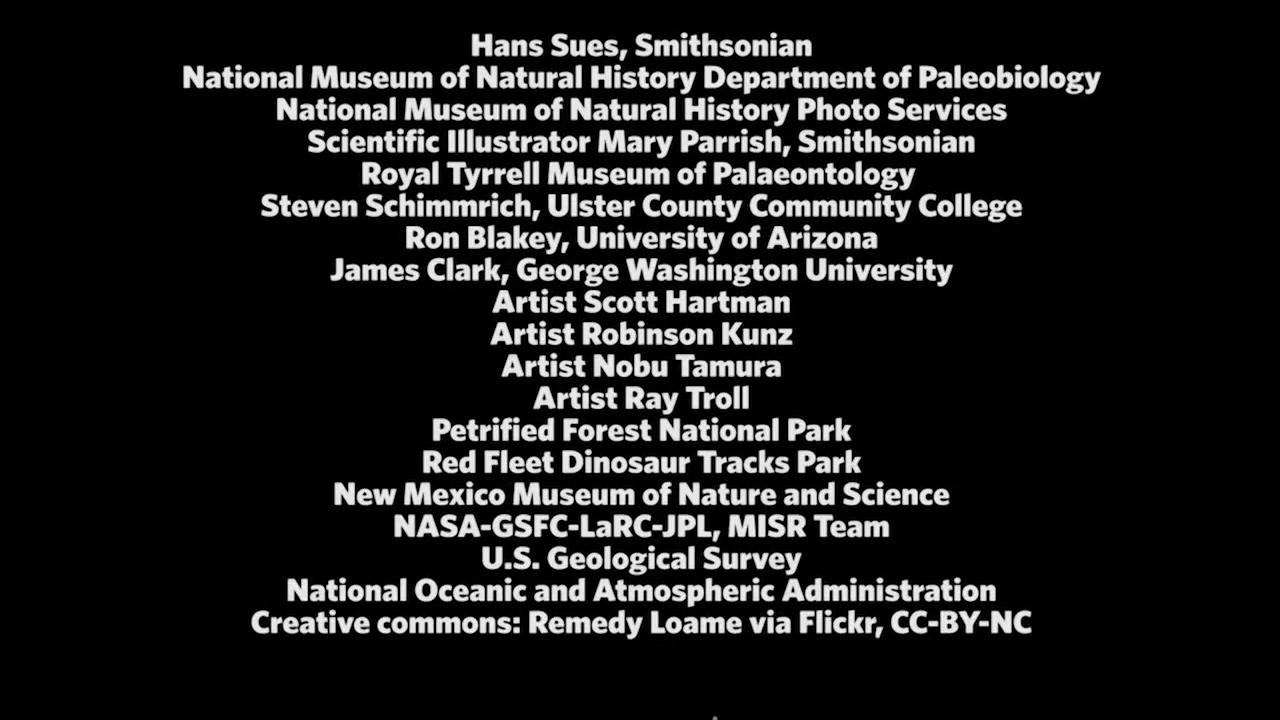 Hans Sues, Smithsonian
National Museum of Natural History Department of Paleobiology
National Museum of Natural History Photo Services
Scientific Illustrator Mary Parrish, Smithsonian
Royal Tyrrell Museum of Palaeontology
Steven Schimmrich, Ulster County Community College
Ron Blakey, University of Arizona
James Clark, George Washington University
Artist Scott Hartman
Artist Robinson Kunz
Artist Nobu Tamura
Artist Ray Troll
Petrified Forest National Park
Red Fleet Dinosaur Tracks Park
New Mexico Museum of Nature and Science
NASA-GSFC-LaRC-JPL, MISR Team
U.S. Geological Survey
National Oceanic and Atmospheric Administration
Creative commons: Remedy Loame via Flickr, CC-BY-NC